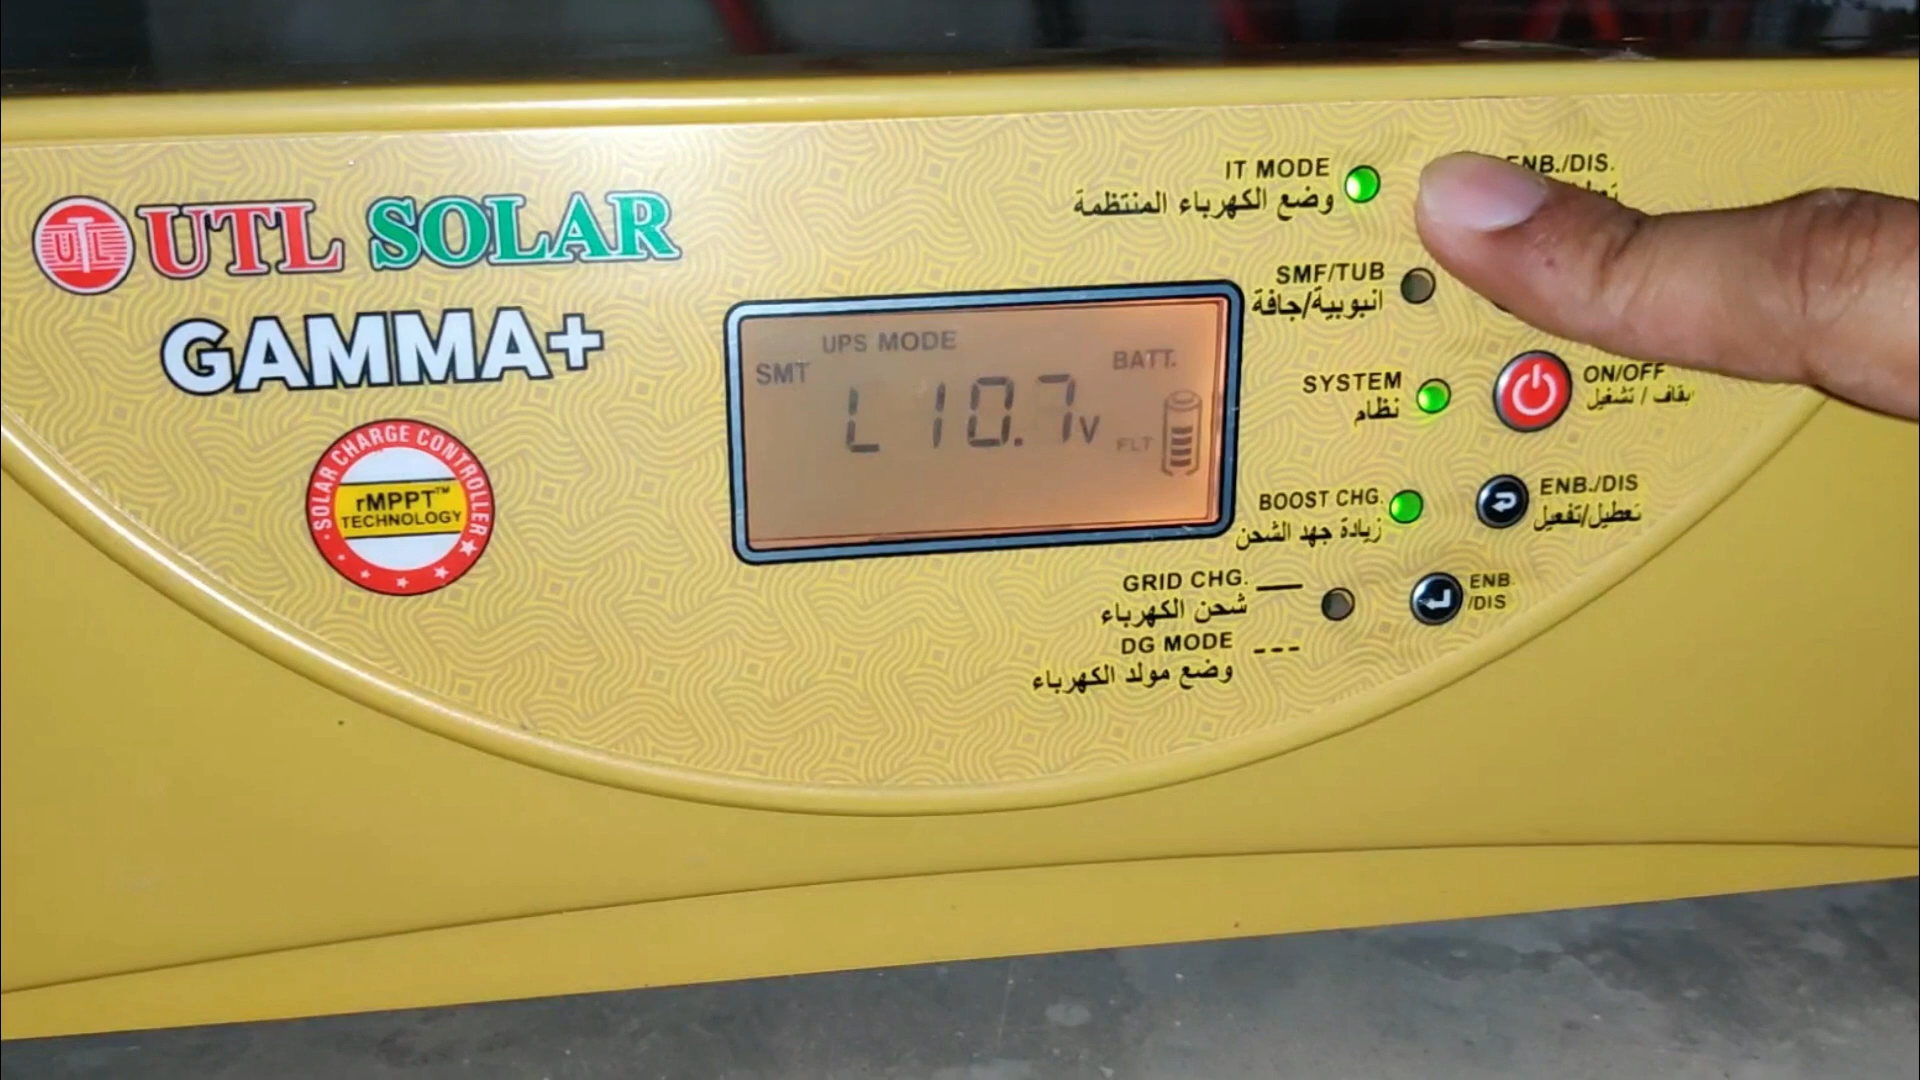 UTL
UTL SOLAR
GAMMA+
SOLAR CHARGE CONTROLLER
rMPPT™
TECHNOLOGY
UPS MODE
SMT
BATT.
L 10.7V
FLT
IT MODE
وضع الكهرباء المنتظمة
ENB./DIS.
SMF/TUB
انبوبية/جافة
SYSTEM
نظام
ON/OFF
تشغيل / يقاف
BOOST CHG.
زيادة جهد الشحن
ENB./DIS
تعطيل/تفعيل
GRID CHG.
شحن الكهرباء
ENB.
/DIS
DG MODE
وضع مولد الكهرباء